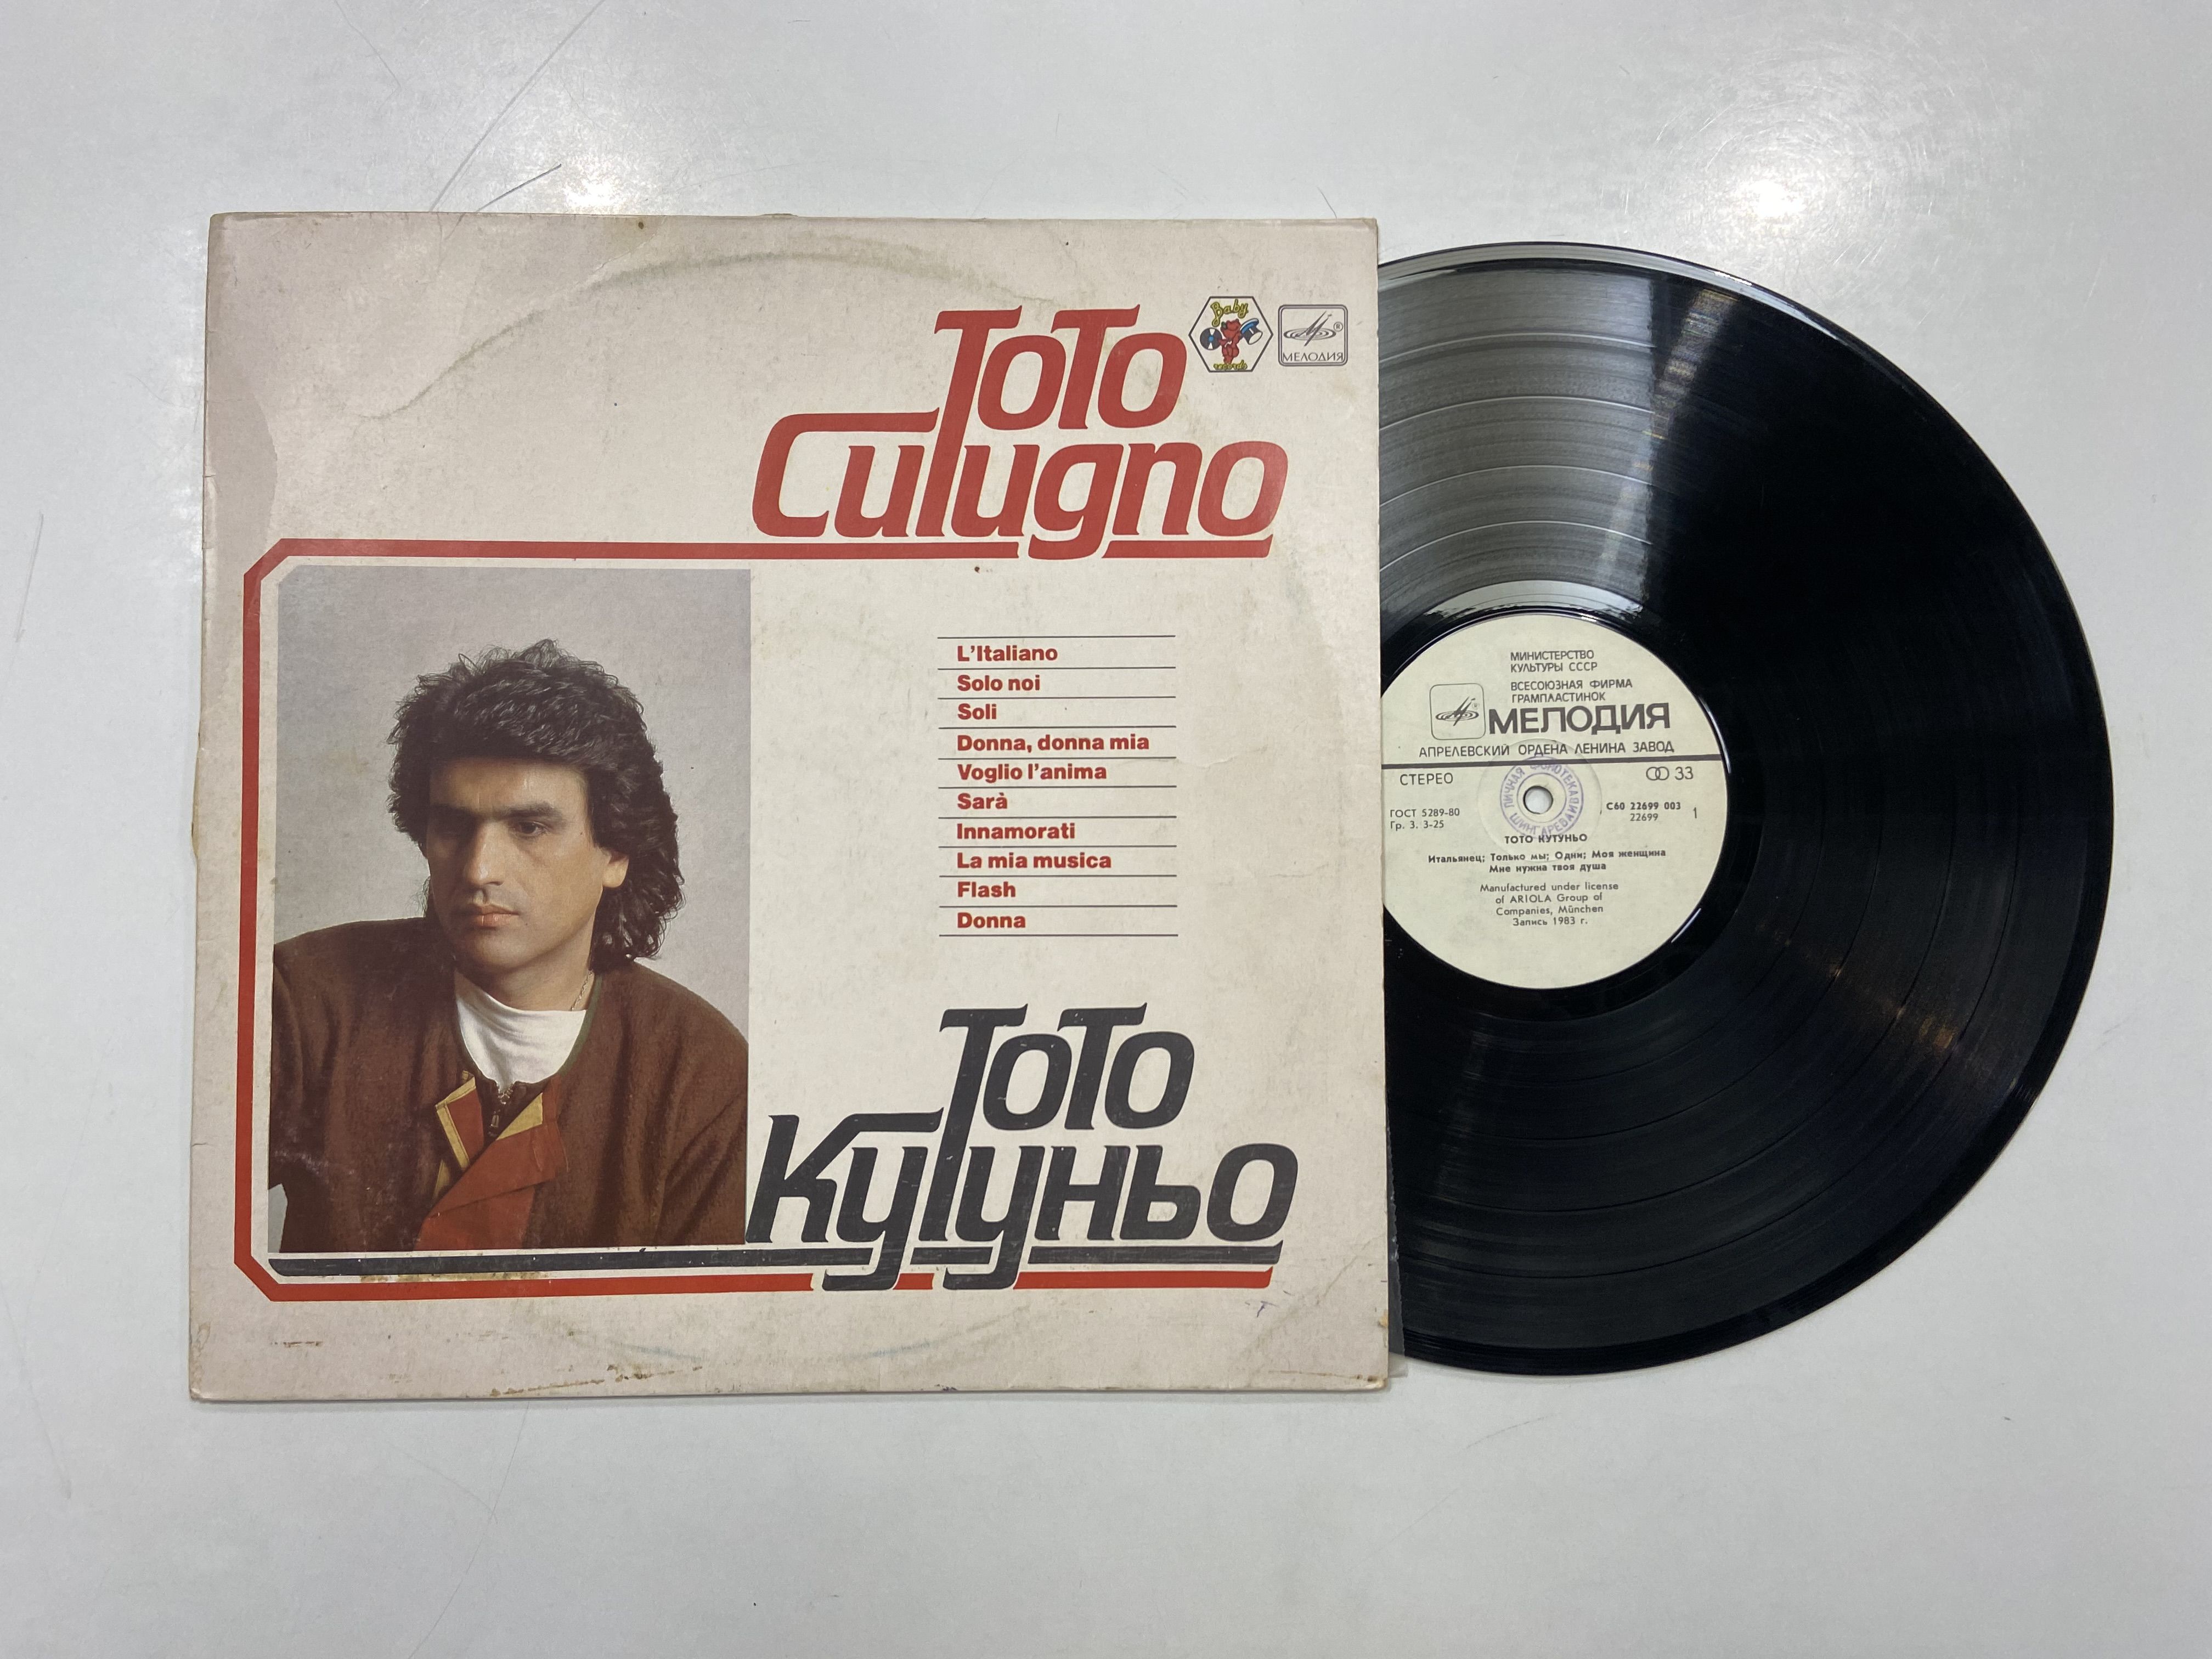 Toto
Cutugno
Baby
records
МЕЛОДИЯ
L'Italiano
Solo noi
Soli
Donna, donna mia
Voglio l'anima
Sarà
Innamorati
La mia musica
Flash
Donna
Тото
Кутуньо
МИНИСТЕРСТВО
КУЛЬТУРЫ СССР
ВСЕСОЮЗНАЯ ФИРМА
ГРАМПЛАСТИНОК
МЕЛОДИЯ
АПРЕЛЕВСКИЙ ОРДЕНА ЛЕНИНА ЗАВОД
СТЕРЕО
33
ГОСТ 5289-80
Гр. 3. 3-25
С60 22699 003
22699
1
ЛИЧНАЯ ФОНОТЕКА
ТОТО КУТУНЬО
Итальянец; Только мы; Одни; Моя женщина
Мне нужна твоя душа
Manufactured under license
of ARIOLA Group of
Companies, München
Запись 1983 г.